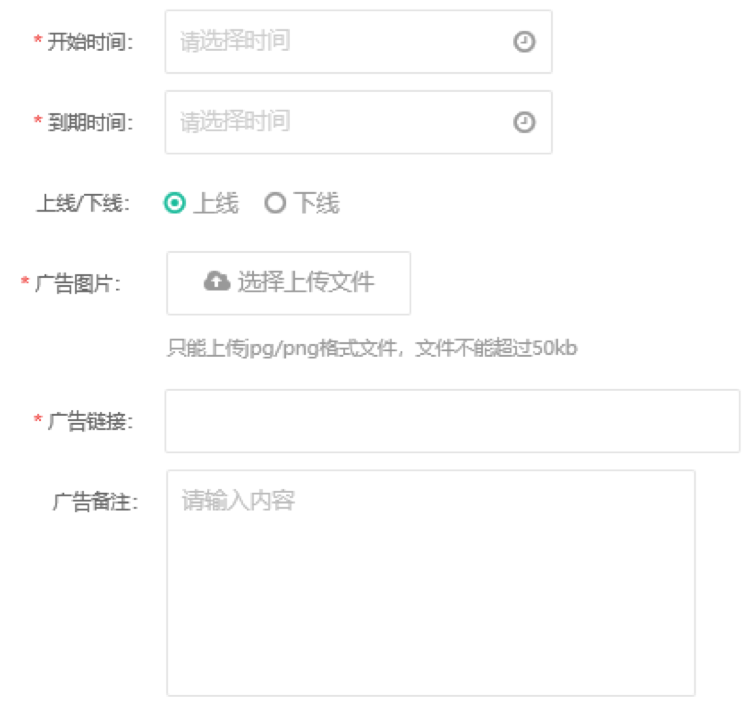 * 开始时间: 请选择时间
* 到期时间: 请选择时间
上线/下线: 上线 下线
* 广告图片: 选择上传文件
只能上传jpg/png格式文件，文件不能超过50kb
* 广告链接:
广告备注: 请输入内容